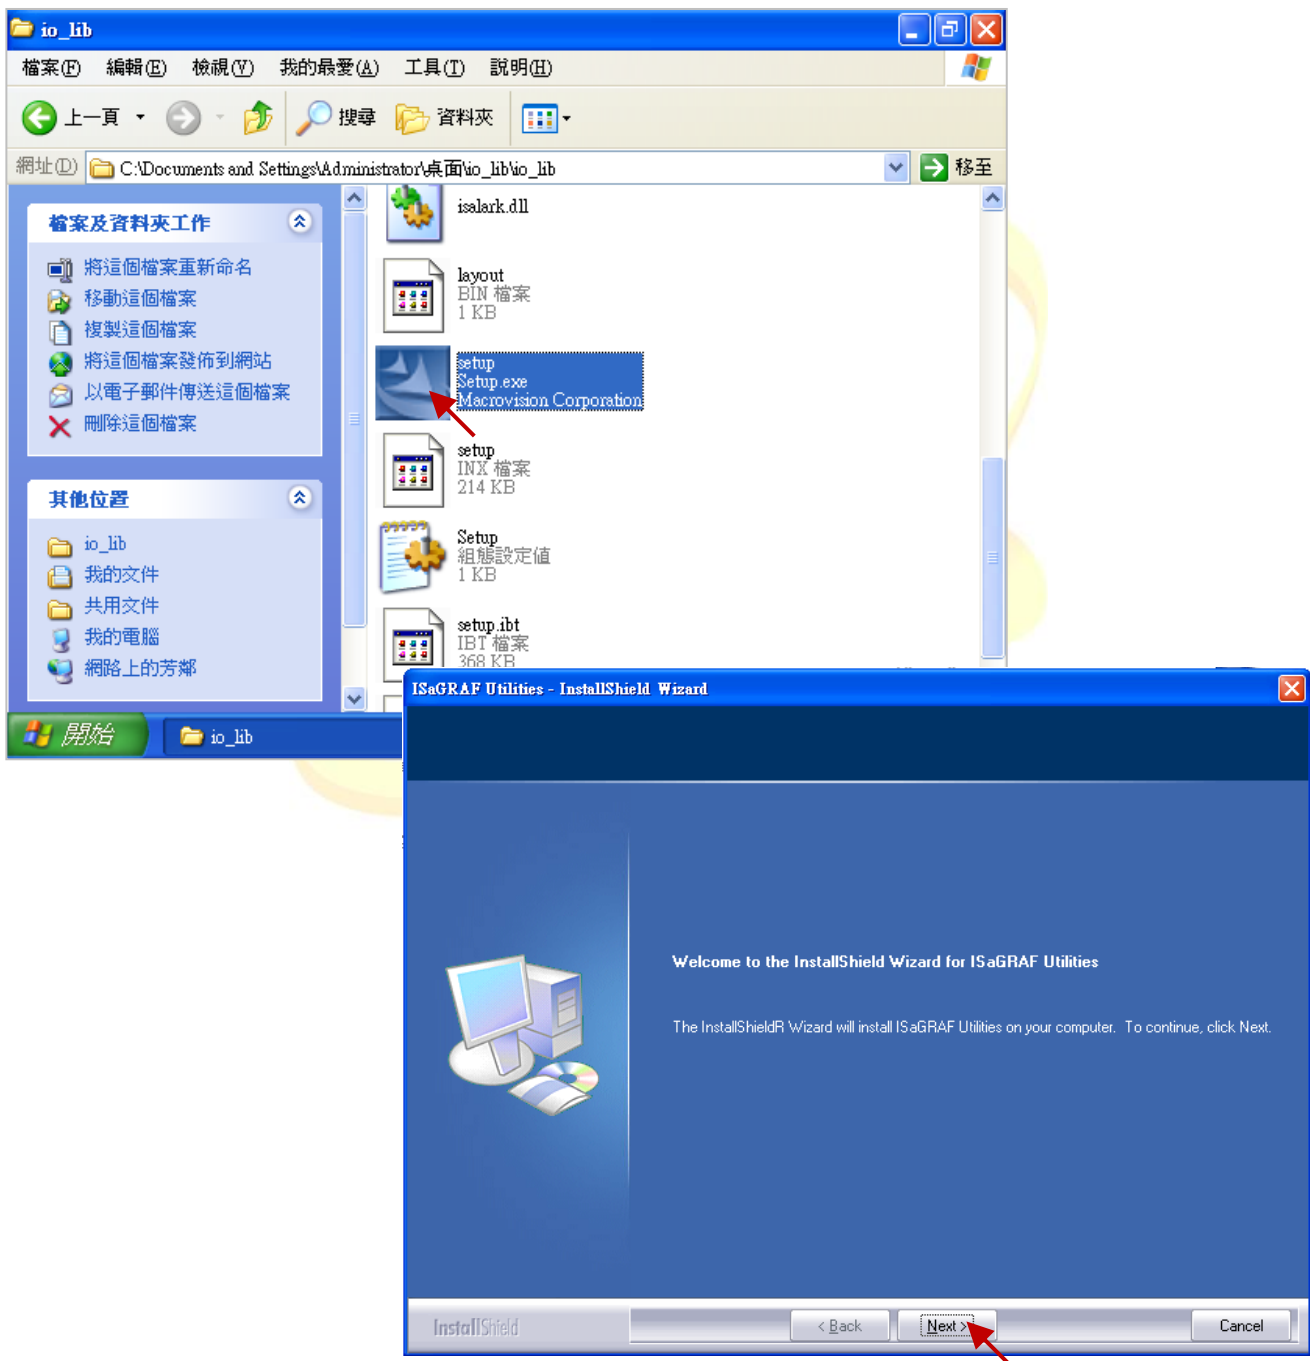 io_lib
檔案(F) 編輯(E) 檢視(V) 我的最愛(A) 工具(T) 說明(H)
上一頁 搜尋 資料夾
網址(D) C:\Documents and Settings\Administrator\桌面\io_lib\io_lib 移至
檔案及資料夾工作
將這個檔案重新命名
移動這個檔案
複製這個檔案
將這個檔案發佈到網站
以電子郵件傳送這個檔案
刪除這個檔案
其他位置
io_lib
我的文件
共用文件
我的電腦
網路上的芳鄰
isalark.dll
layout
BIN 檔案
1 KB
setup
Setup.exe
Macrovision Corporation
setup
INX 檔案
214 KB
Setup
組態設定值
1 KB
setup.ibt
IBT 檔案
368 KB
開始 io_lib
ISaGRAF Utilities - InstallShield Wizard
Welcome to the InstallShield Wizard for ISaGRAF Utilities
The InstallShieldR Wizard will install ISaGRAF Utilities on your computer. To continue, click Next.
InstallShield
< Back Next > Cancel